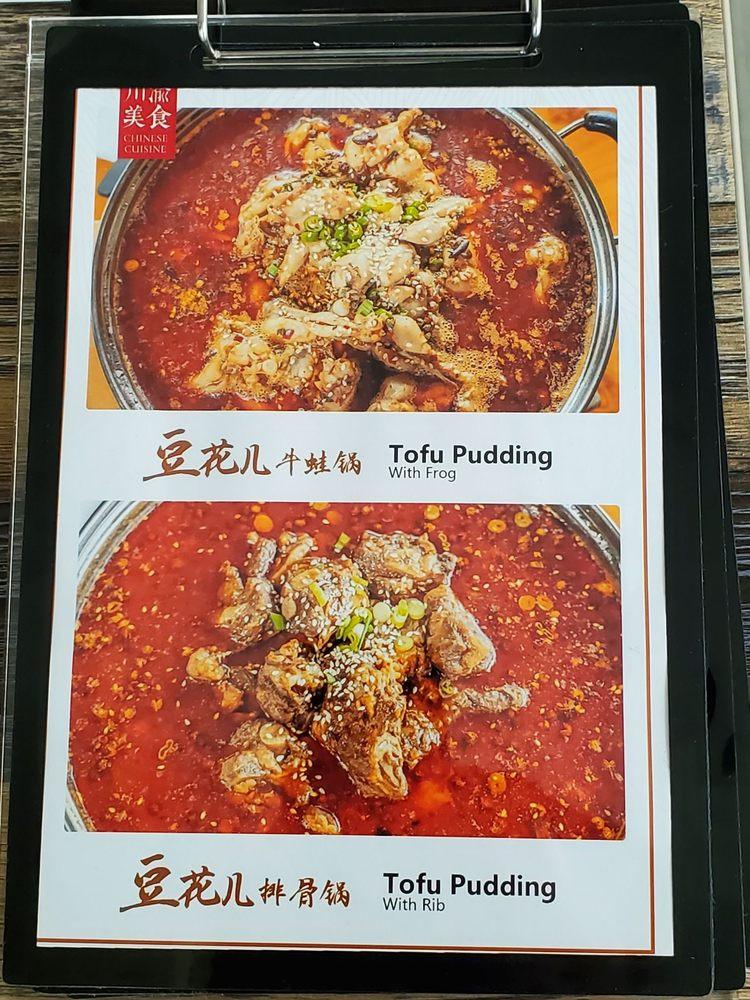 川渝
美食
CHINESE
CUISINE
豆花儿牛蛙锅
Tofu Pudding
With Frog
豆花儿排骨锅
Tofu Pudding
With Rib